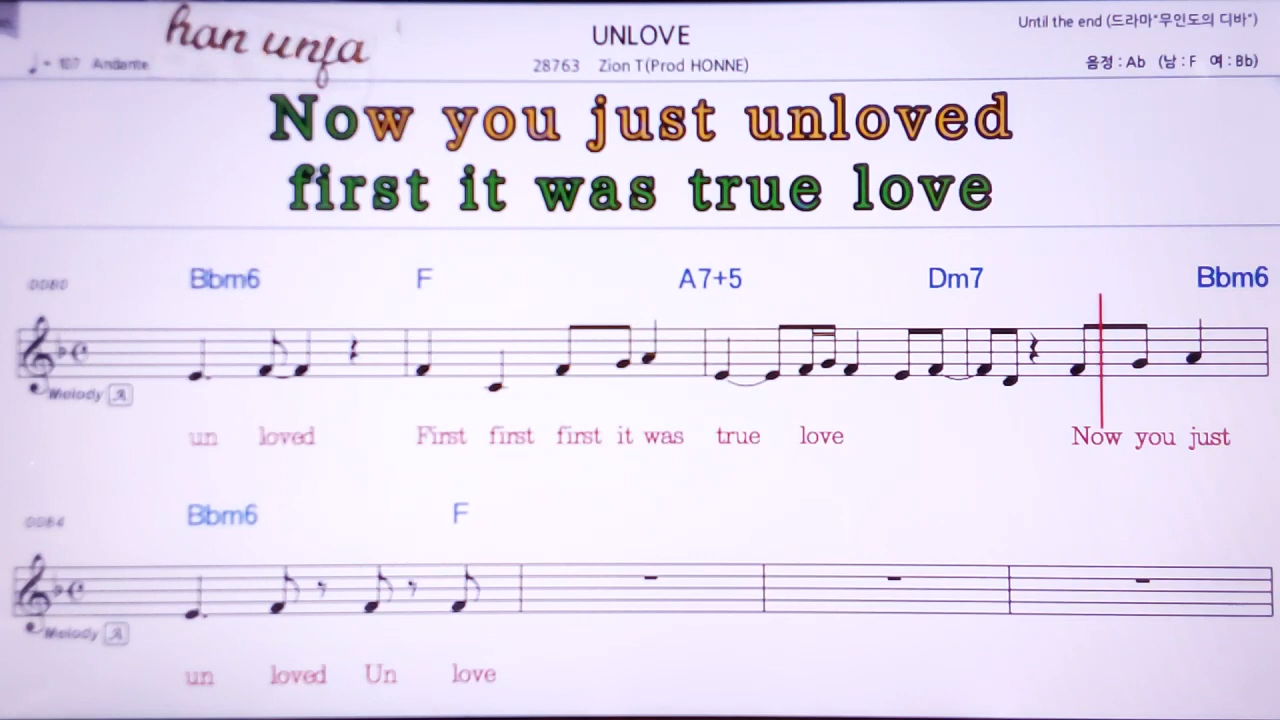 han unja
UNLOVE
Until the end (드라마"무인도의 디바")
♩= 107 Andante
28763 Zion T(Prod HONNE)
음정 : Ab (남 : F 여 : Bb)
Now you just unloved
first it was true love
0080 Bbm6 F A7+5 Dm7 Bbm6
Melody A
un loved First first first it was true love Now you just
0084 Bbm6 F
Melody A
un loved Un love